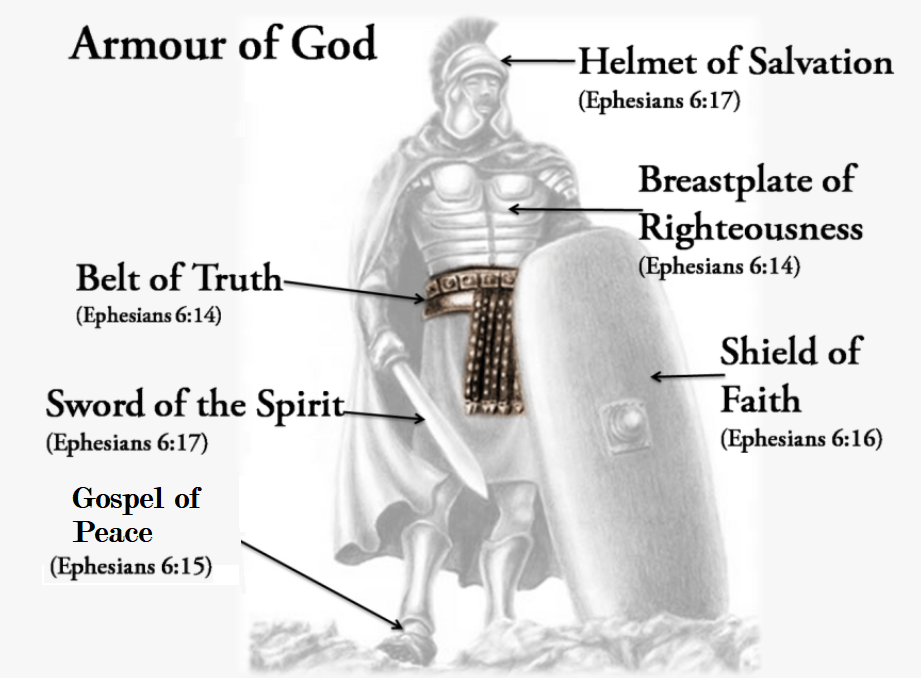 Armour of God
Helmet of Salvation
(Ephesians 6:17)
Breastplate of
Righteousness
(Ephesians 6:14)
Belt of Truth
(Ephesians 6:14)
Shield of
Faith
(Ephesians 6:16)
Sword of the Spirit
(Ephesians 6:17)
Gospel of
Peace
(Ephesians 6:15)